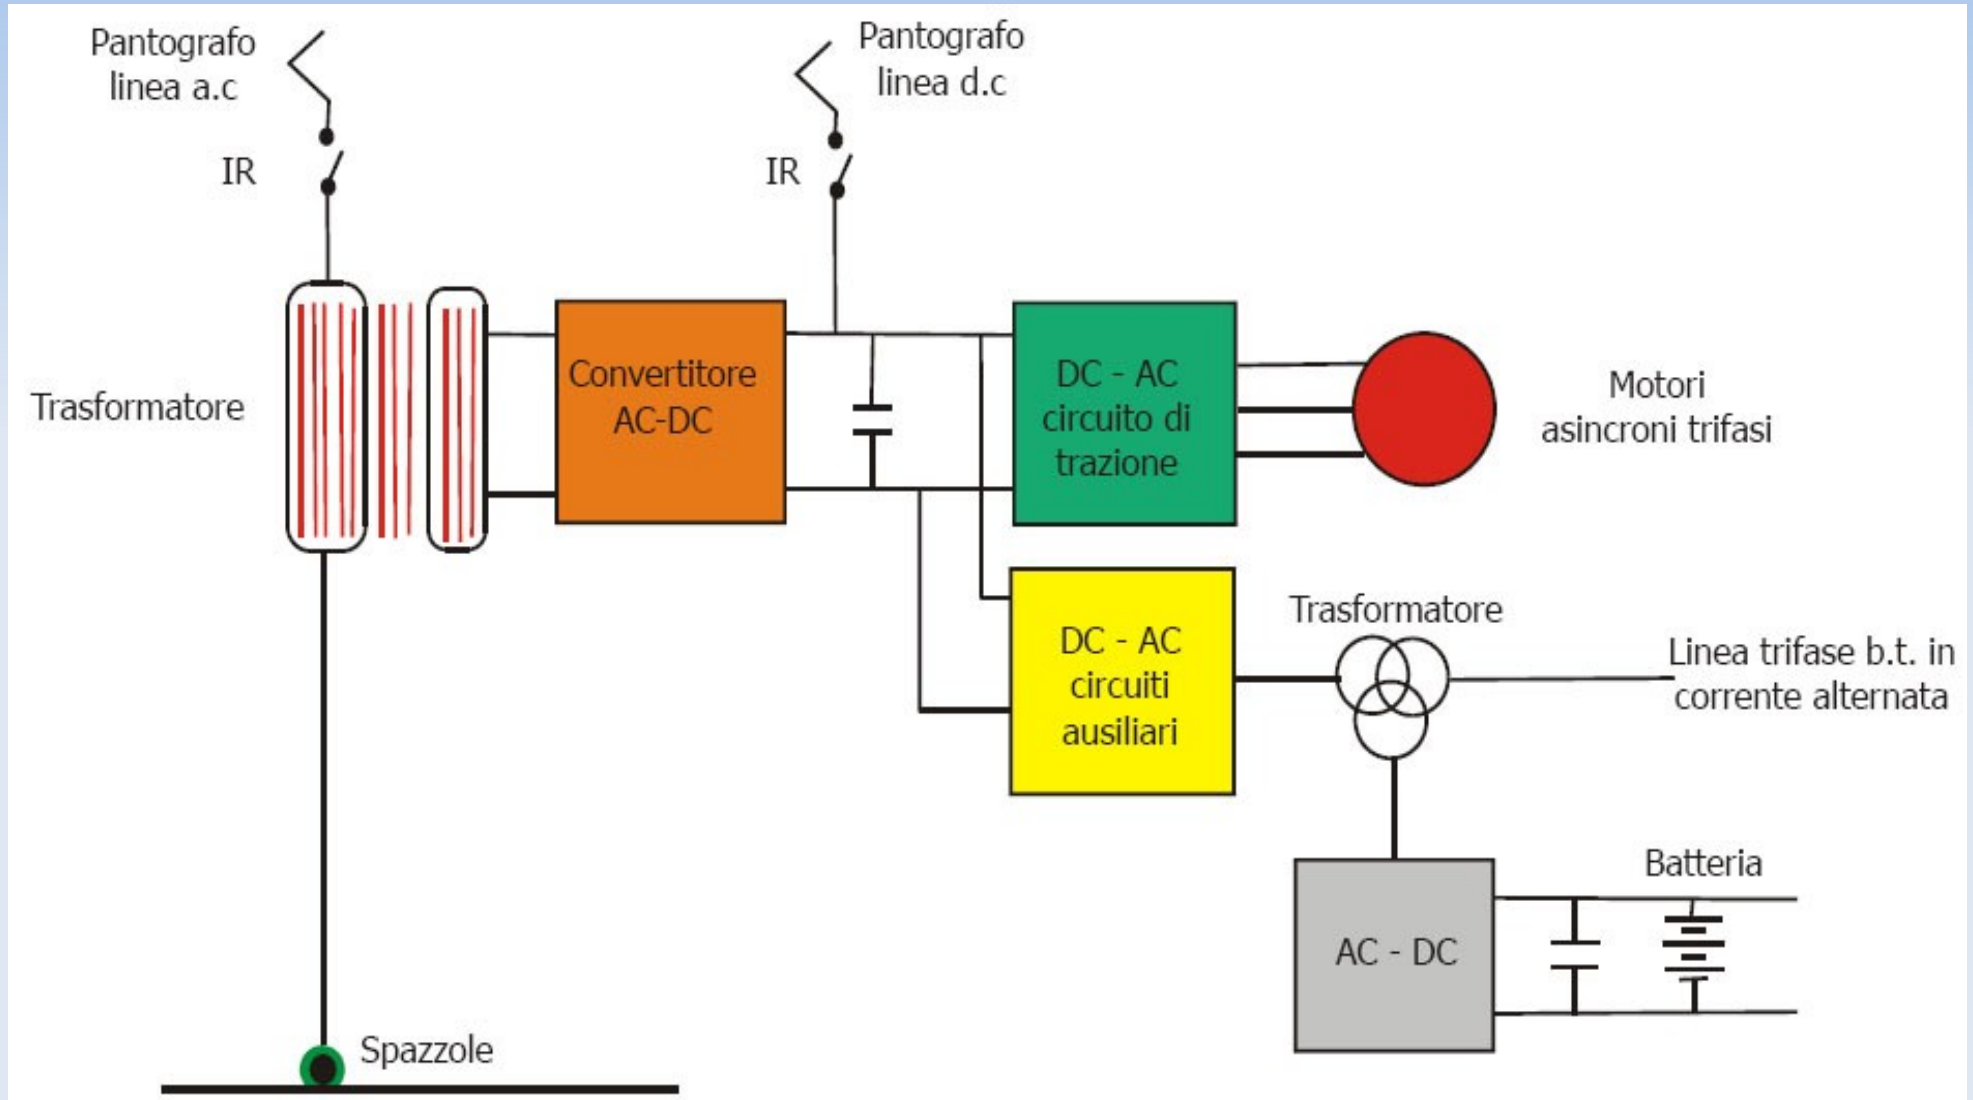 Pantografo
linea a.c
Pantografo
linea d.c
IR
IR
Trasformatore
Convertitore
AC-DC
DC - AC
circuito di
trazione
Motori
asincroni trifasi
DC - AC
circuiti
ausiliari
Trasformatore
Linea trifase b.t. in
corrente alternata
AC - DC
Batteria
Spazzole